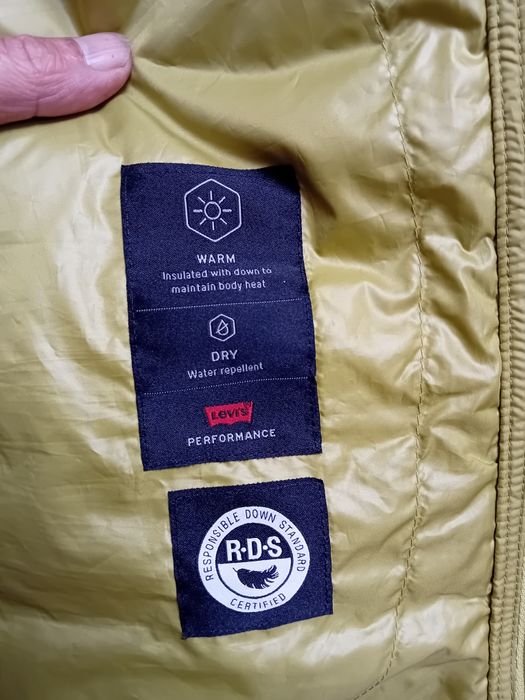 WARM
Insulated with down to
maintain body heat
DRY
Water repellent
Levi's
PERFORMANCE
RESPONSIBLE DOWN STANDARD
R·D·S
CERTIFIED